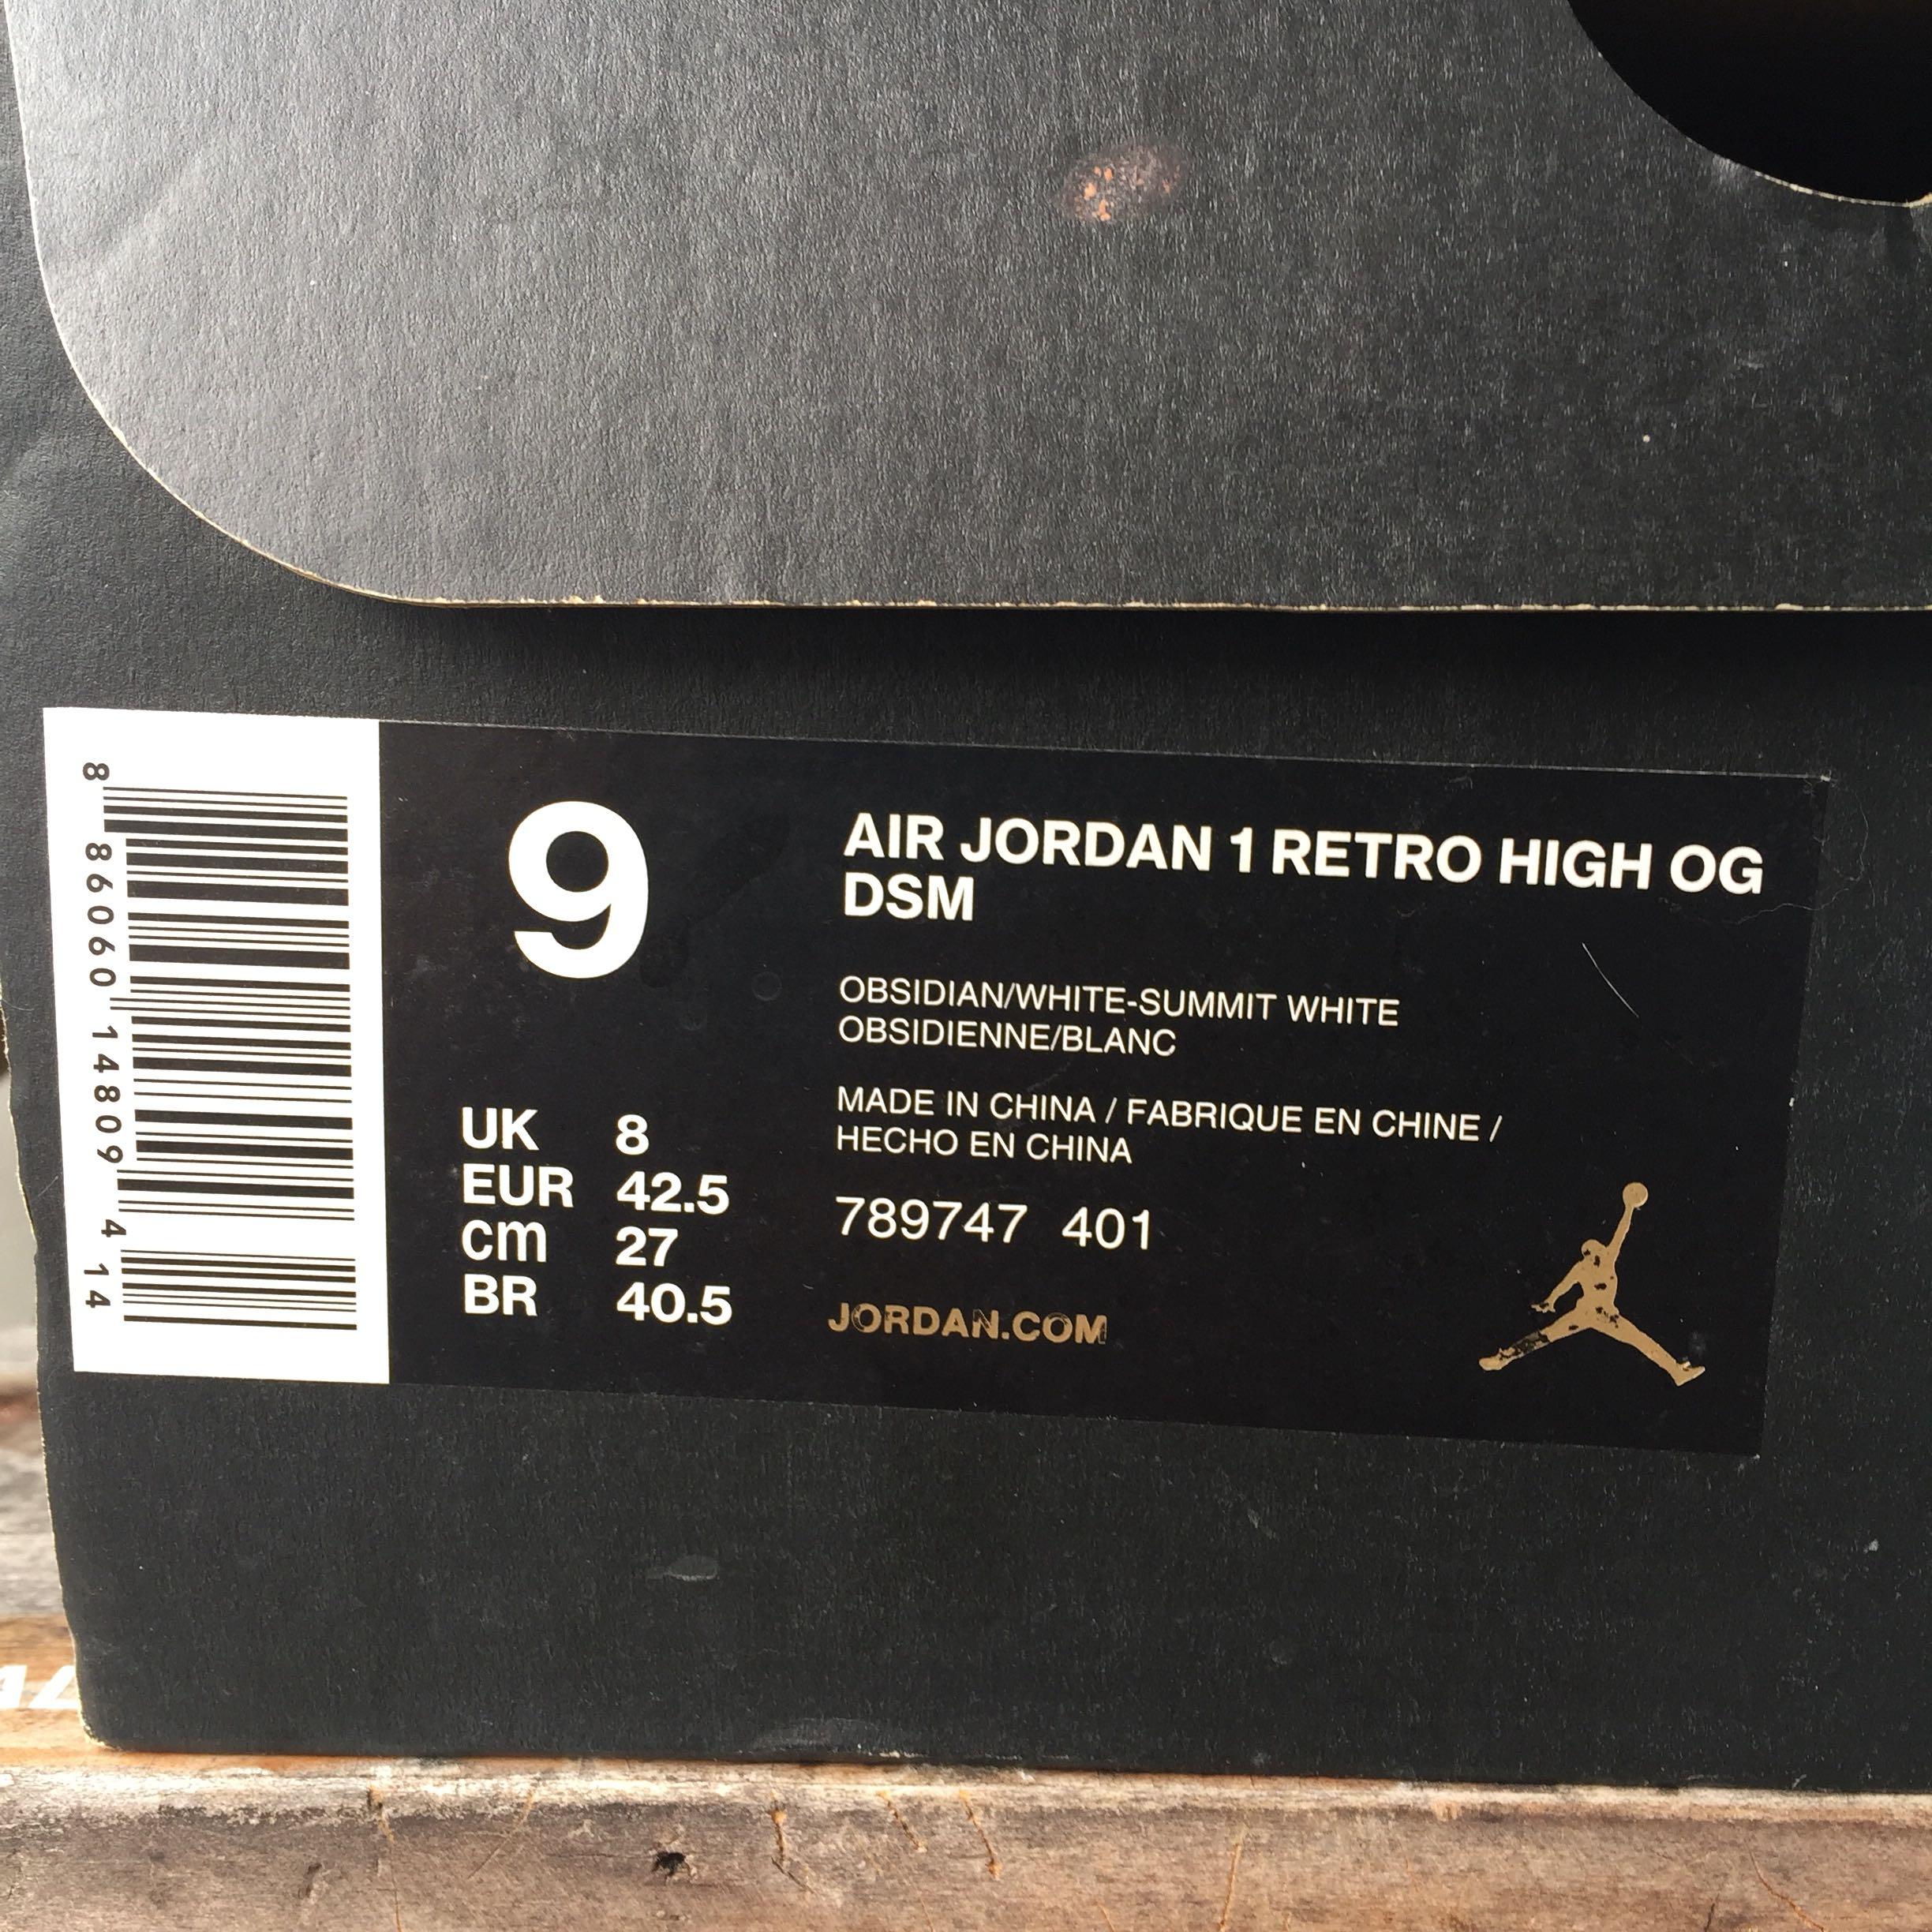 8 86060 14809 4 14
9
AIR JORDAN 1 RETRO HIGH OG
DSM
OBSIDIAN/WHITE-SUMMIT WHITE
OBSIDIENNE/BLANC
MADE IN CHINA / FABRIQUE EN CHINE /
HECHO EN CHINA
UK 8
EUR 42.5
cm 27
BR 40.5
789747 401
JORDAN.COM